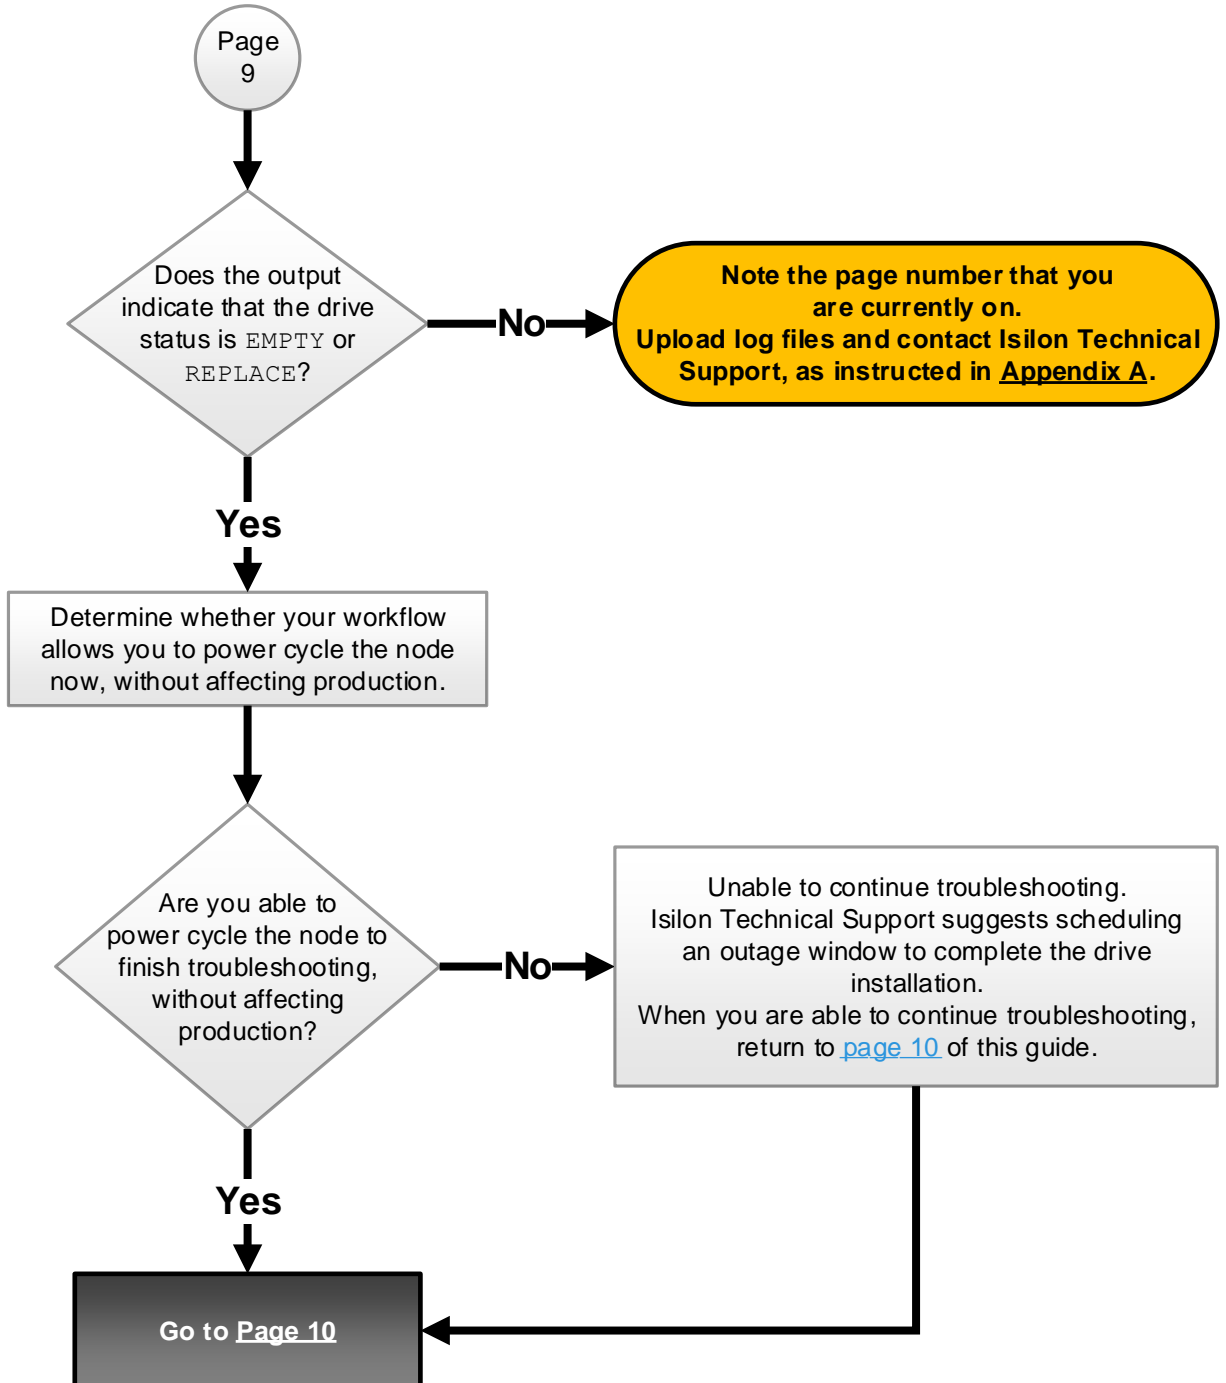 Page
9
Does the output
indicate that the drive
status is EMPTY or
REPLACE?
No
Note the page number that you
are currently on.
Upload log files and contact Isilon Technical
Support, as instructed in Appendix A.
Yes
Determine whether your workflow
allows you to power cycle the node
now, without affecting production.
Are you able to
power cycle the node to
finish troubleshooting,
without affecting
production?
No
Unable to continue troubleshooting.
Isilon Technical Support suggests scheduling
an outage window to complete the drive
installation.
When you are able to continue troubleshooting,
return to page 10 of this guide.
Yes
Go to Page 10